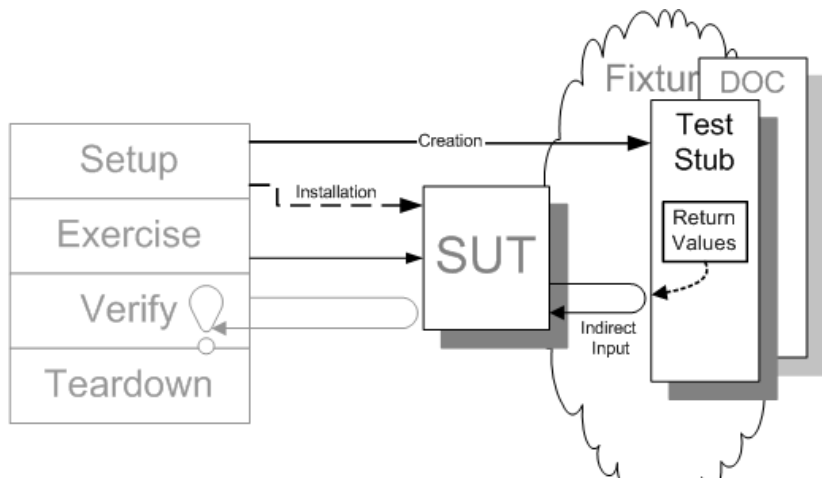 Fixtur
DOC
Test
Stub
Setup
Creation
Installation
Return
Values
Exercise
SUT
Verify
Indirect
Input
Teardown